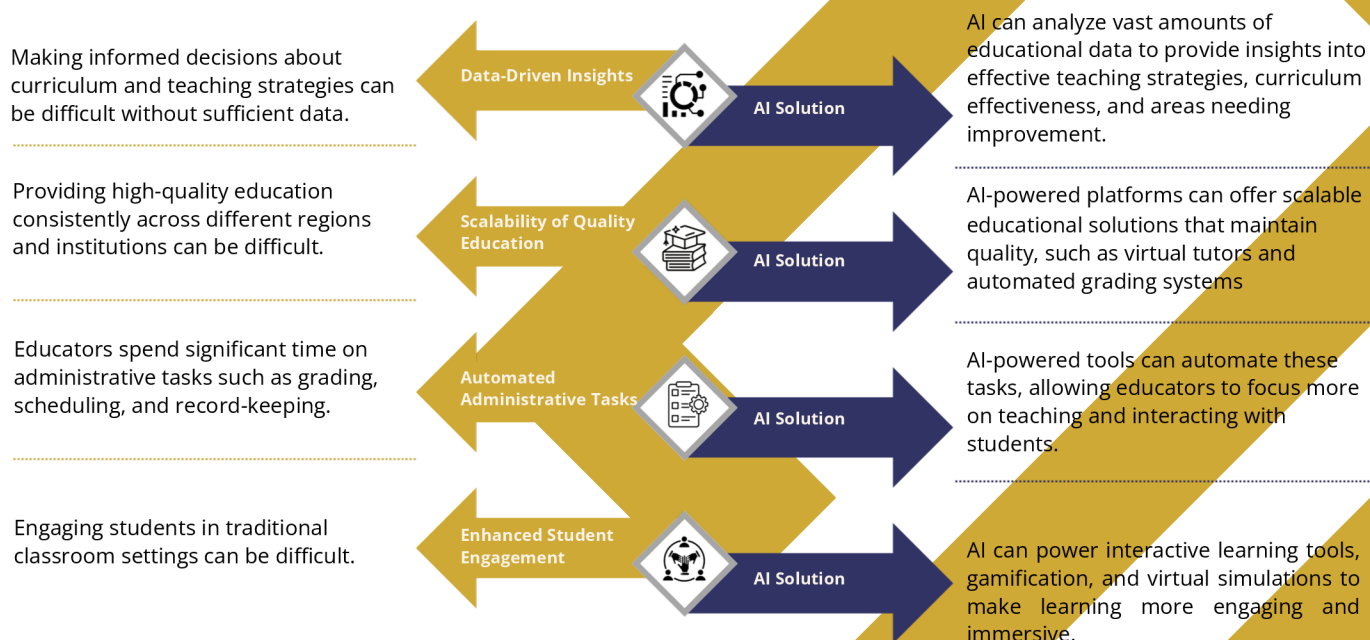 Making informed decisions about
curriculum and teaching strategies can
be difficult without sufficient data.
Data-Driven Insights
AI Solution
AI can analyze vast amounts of
educational data to provide insights into
effective teaching strategies, curriculum
effectiveness, and areas needing
improvement.
Providing high-quality education
consistently across different regions
and institutions can be difficult.
Scalability of Quality
Education
AI Solution
AI-powered platforms can offer scalable
educational solutions that maintain
quality, such as virtual tutors and
automated grading systems
Educators spend significant time on
administrative tasks such as grading,
scheduling, and record-keeping.
Automated
Administrative Tasks
AI Solution
AI-powered tools can automate these
tasks, allowing educators to focus more
on teaching and interacting with
students.
Engaging students in traditional
classroom settings can be difficult.
Enhanced Student
Engagement
AI Solution
AI can power interactive learning tools,
gamification, and virtual simulations to
make learning more engaging and
immersive.